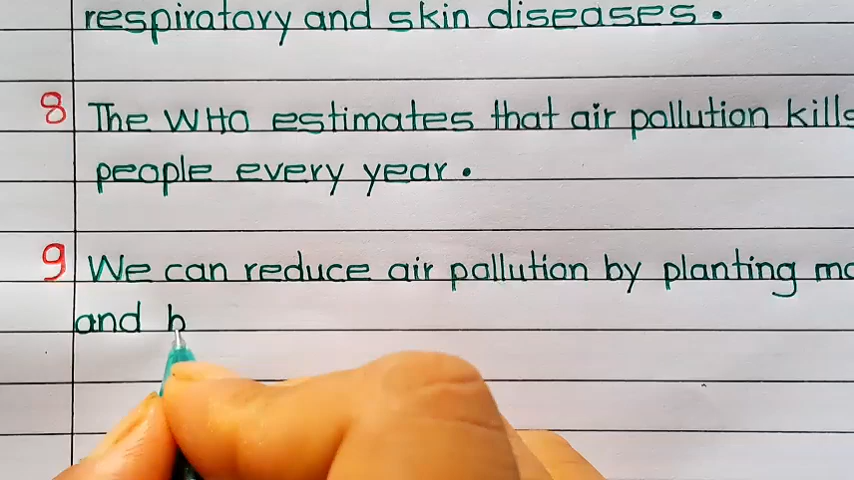 respiratory and skin diseases.
8 The WHO estimates that air pollution kills
people every year.
9 We can reduce air pollution by planting
and